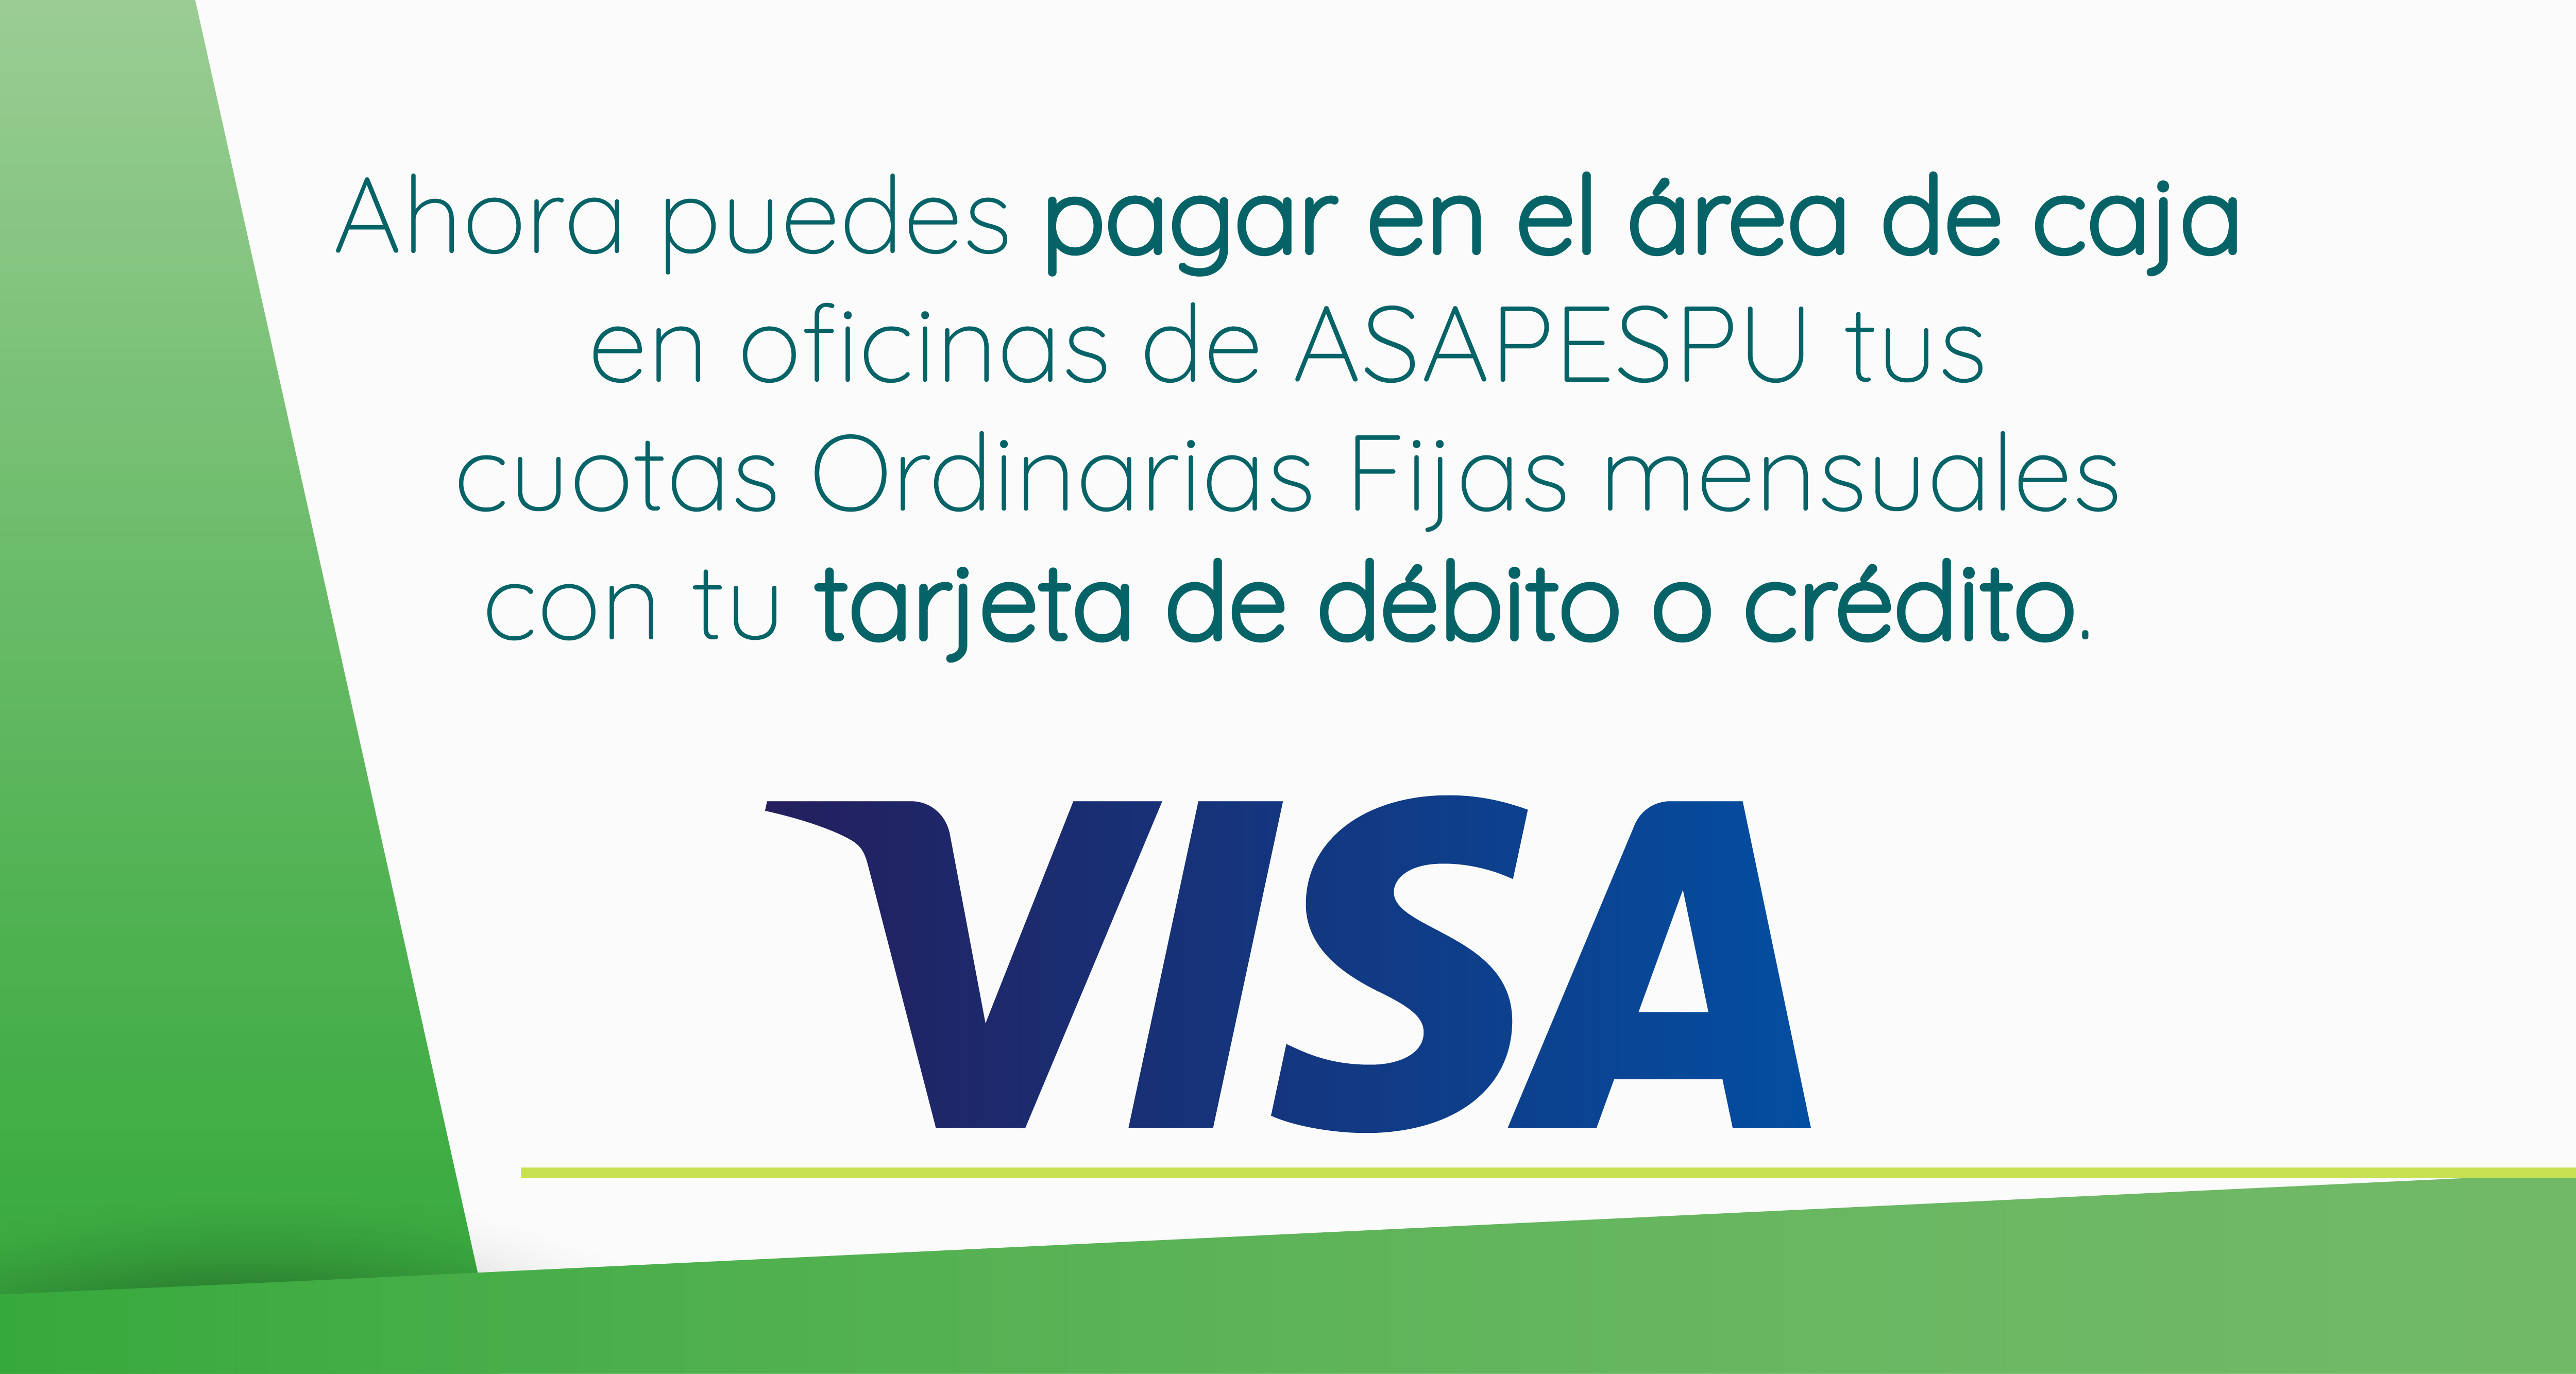 Ahora puedes pagar en el área de caja
en oficinas de ASAPESPU tus
cuotas Ordinarias Fijas mensuales
con tu tarjeta de débito o crédito.
VISA